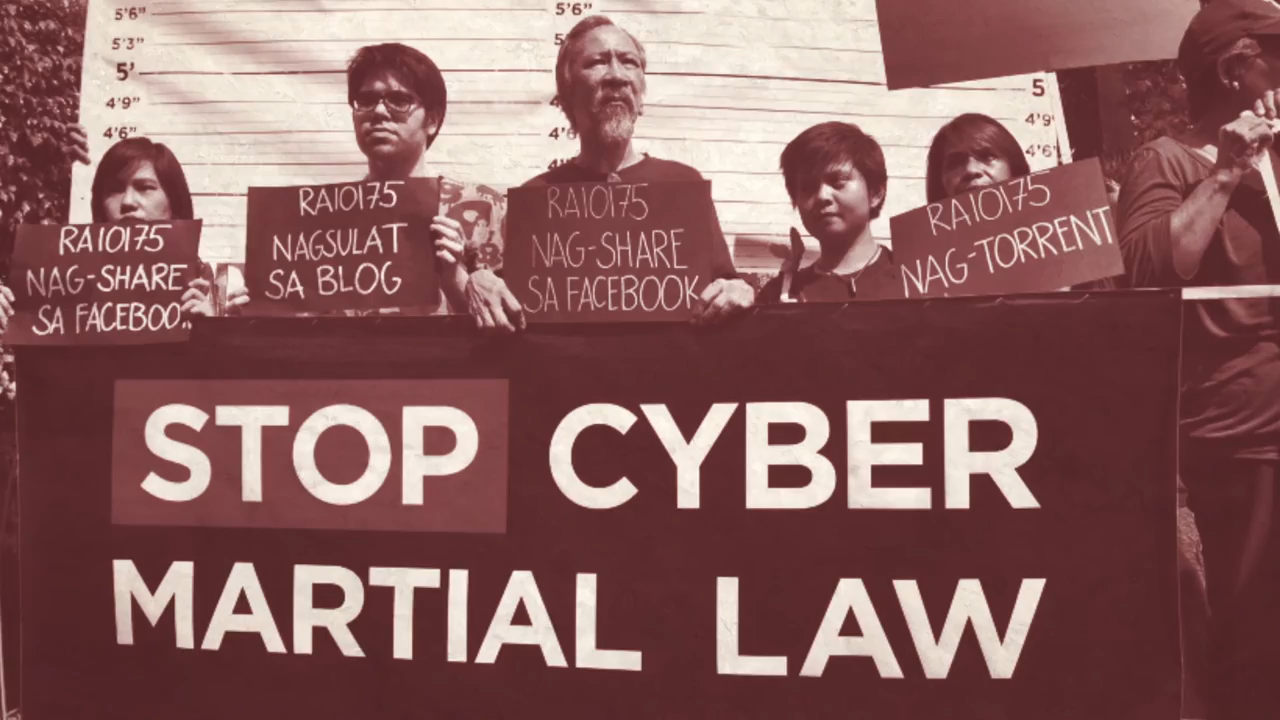 5'6"
5'3"
5'
4'9"
4'6"
5'6"
5
4'9
4'6"
RA10175
NAG-SHARE
SA FACEBOO
RA10175
NAGSULAT
SA BLOG
RA10175
NAG-SHARE
SA FACEBOOK
RA10175
NAG-TORRENT
STOP CYBER
MARTIAL LAW